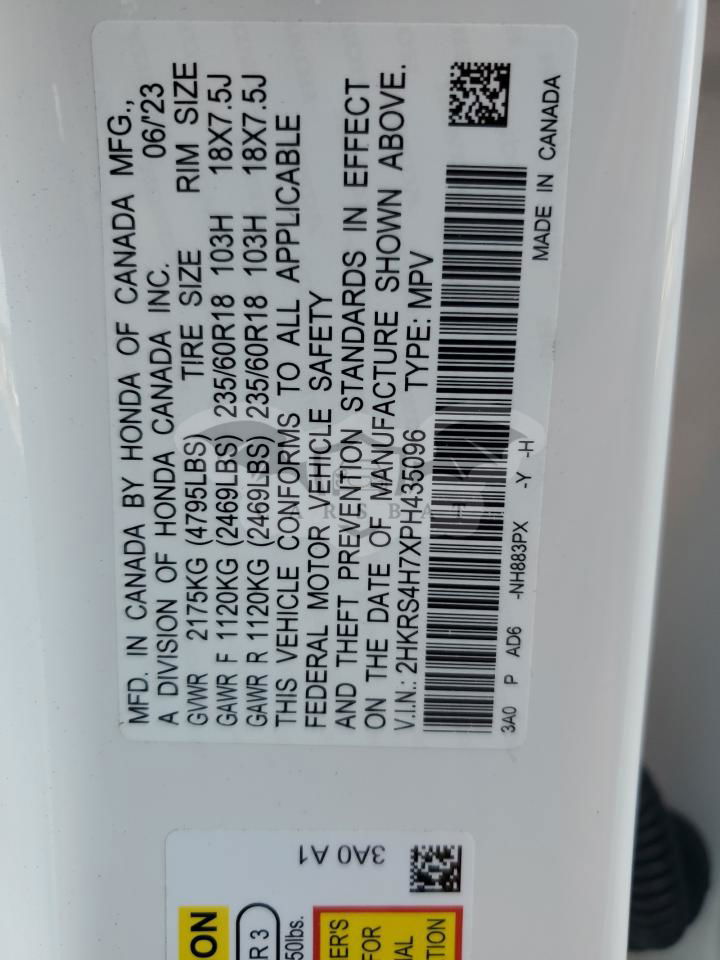 MFD. IN CANADA BY HONDA OF CANADA MFG.,
A DIVISION OF HONDA CANADA INC. 06/'23
GVWR 2175KG (4795LBS) TIRE SIZE RIM SIZE
GAWR F 1120KG (2469LBS) 235/60R18 103H 18X7.5J
GAWR R 1120KG (2469LBS) 235/60R18 103H 18X7.5J
THIS VEHICLE CONFORMS TO ALL APPLICABLE
FEDERAL MOTOR VEHICLE SAFETY
AND THEFT PREVENTION STANDARDS IN EFFECT
ON THE DATE OF MANUFACTURE SHOWN ABOVE.
V.I.N.: 2HKRS4H7XPH435096 TYPE: MPV
3A0 P AD6 -NH883PX -Y -H MADE IN CANADA
3A0 A1
ON
R 3
50lbs.
ER'S
FOR
IAL
TION